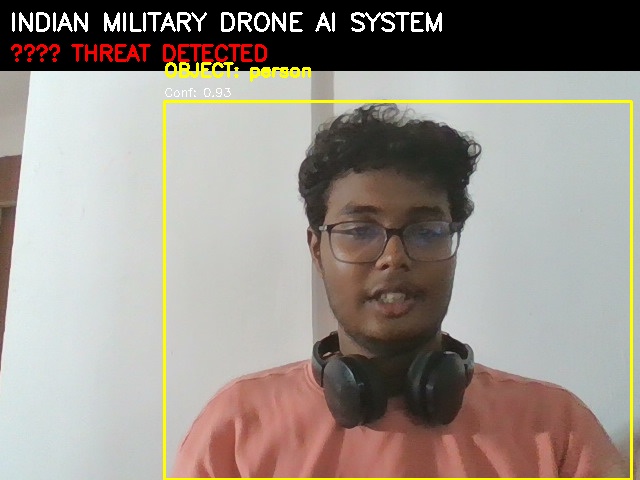 INDIAN MILITARY DRONE AI SYSTEM
???? THREAT DETECTED
OBJECT: person
Conf: 0.93